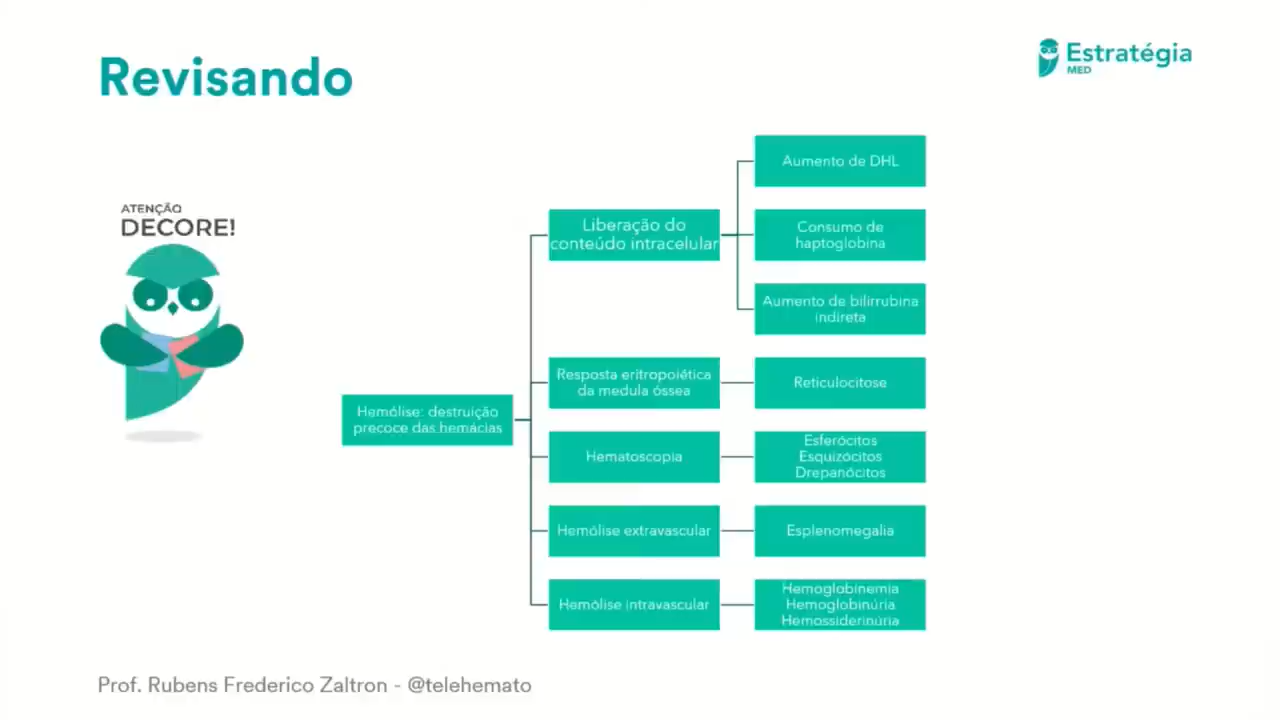 Revisando
Estratégia
MED
ATENÇÃO
DECORE!
Hemólise: destruição
precoce das hemácias
Liberação do
conteúdo intracelular
Aumento de DHL
Consumo de
haptoglobina
Aumento de bilirrubina
indireta
Resposta eritropoiética
da medula óssea
Reticulocitose
Hematoscopia
Esferócitos
Esquizócitos
Drepanócitos
Hemólise extravascular
Esplenomegalia
Hemólise intravascular
Hemoglobinemia
Hemoglobinúria
Hemossiderinúria
Prof. Rubens Frederico Zaltron - @telehemato